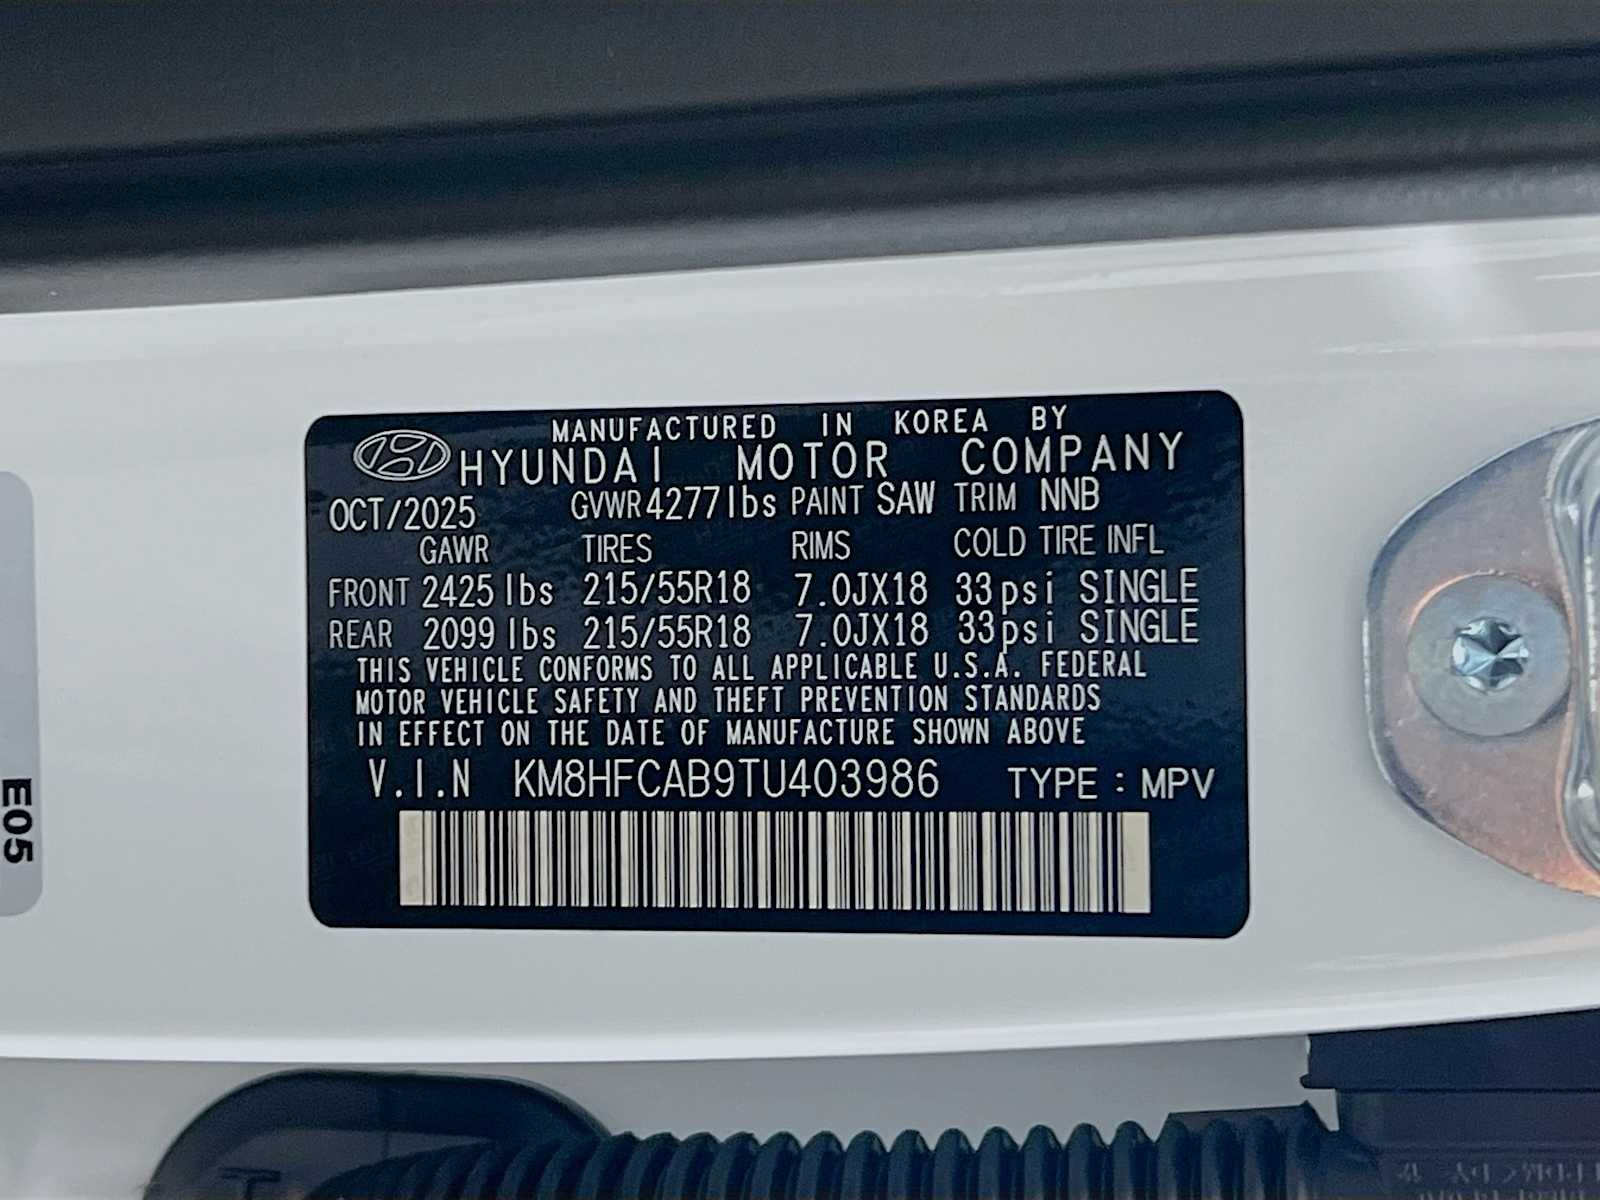 MANUFACTURED IN KOREA BY
HYUNDAI MOTOR COMPANY
OCT/2025 GVWR 4277lbs PAINT SAW TRIM NNB
GAWR TIRES RIMS COLD TIRE INFL
FRONT 2425 lbs 215/55R18 7.0JX18 33psi SINGLE
REAR 2099 lbs 215/55R18 7.0JX18 33psi SINGLE
THIS VEHICLE CONFORMS TO ALL APPLICABLE U.S.A. FEDERAL
MOTOR VEHICLE SAFETY AND THEFT PREVENTION STANDARDS
IN EFFECT ON THE DATE OF MANUFACTURE SHOWN ABOVE
V.I.N KM8HFCAB9TU403986 TYPE : MPV
E05